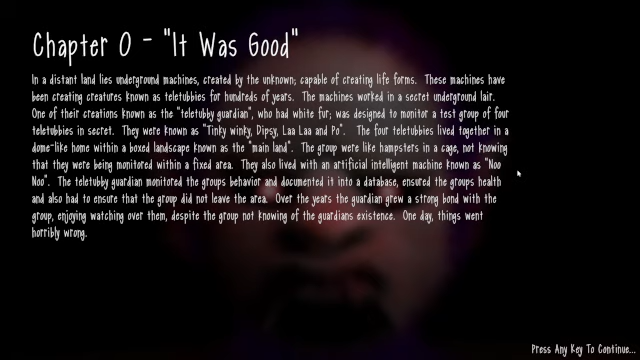 Chapter 0 - "It Was Good"
In a distant land lies underground machines, created by the unknown; capable of creating life forms. These machines have
been creating creatures known as teletubbies for hundreds of years. The machines worked in a secret underground lair.
One of their creations known as the "teletubby guardian", who had white fur; was designed to monitor a test group of four
teletubbies in secret. They were known as "Tinky winky, Dipsy, Laa Laa and Po". The four teletubbies lived together in a
dome-like home within a boxed landscape known as the "main land". The group were like hampsters in a cage, not knowing
that they were being monitored within a fixed area. They also lived with an artificial intelligent machine known as "Noo
Noo". The teletubby guardian monitored the groups behavior and documented it into a database, ensured the groups health
and also had to ensure that the group did not leave the area. Over the years the guardian grew a strong bond with the
group, enjoying watching over them, despite the group not knowing of the guardians existence. One day, things went
horribly wrong.
Press Any Key To Continue...